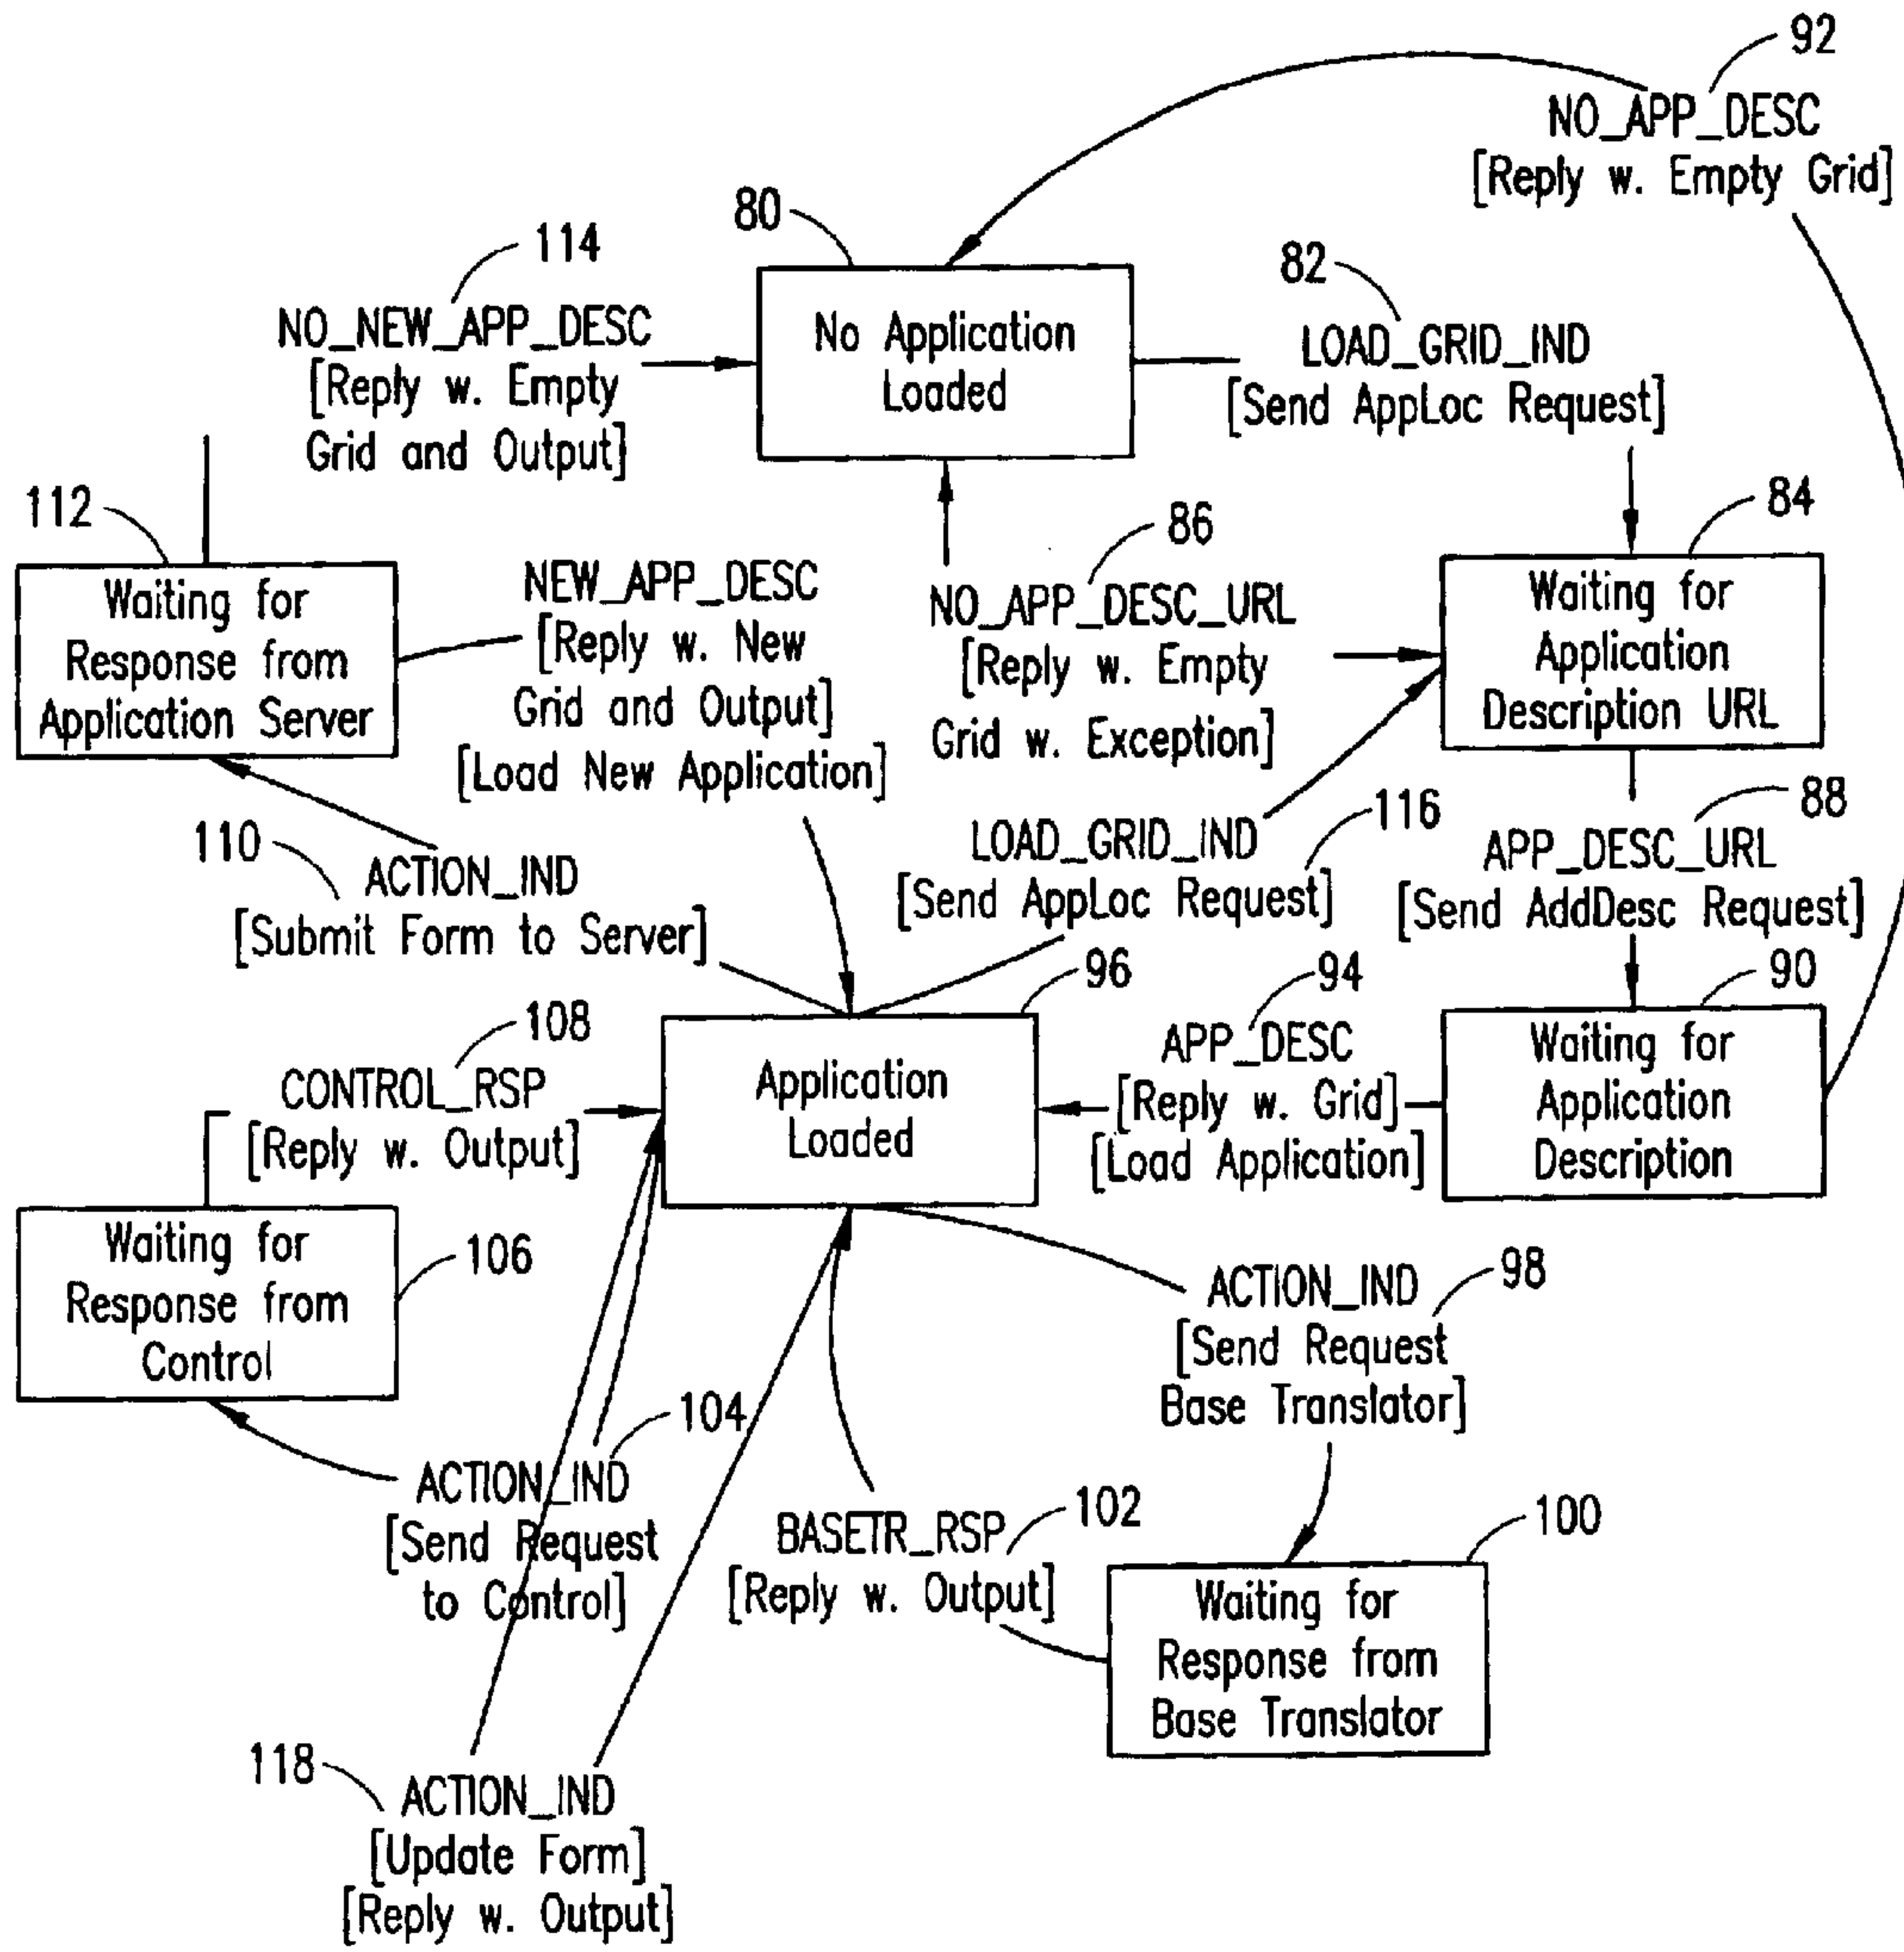 92
NO_APP_DESC
[Reply w. Empty Grid]
80
114
82
NO_NEW_APP_DESC
[Reply w. Empty
Grid and Output]
No Application
Loaded
LOAD_GRID_IND
[Send AppLoc Request]
112
Waiting for
Response from
Application Server
NEW_APP_DESC
[Reply w. New
Grid and Output]
[Load New Application]
86
NO_APP_DESC_URL
[Reply w. Empty
Grid w. Exception]
84
Waiting for
Application
Description URL
110
ACTION_IND
[Submit Form to Server]
116
LOAD_GRID_IND
[Send AppLoc Request]
88
APP_DESC_URL
[Send AddDesc Request]
108
CONTROL_RSP
[Reply w. Output]
96
Application
Loaded
94
APP_DESC
[Reply w. Grid]
[Load Application]
90
Waiting for
Application
Description
106
Waiting for
Response from
Control
98
ACTION_IND
[Send Request
Base Translator]
104
ACTION_IND
[Send Request
to Control]
102
BASETR_RSP
[Reply w. Output]
100
Waiting for
Response from
Base Translator
118
ACTION_IND
[Update Form]
[Reply w. Output]